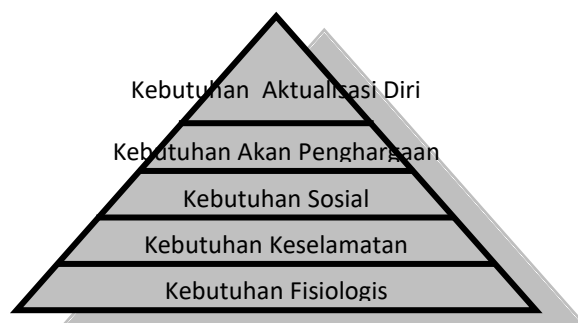 Kebutuhan  Aktualisasi Diri
Kebutuhan Akan Penghargaan
Kebutuhan Sosial
Kebutuhan Keselamatan
Kebutuhan Fisiologis